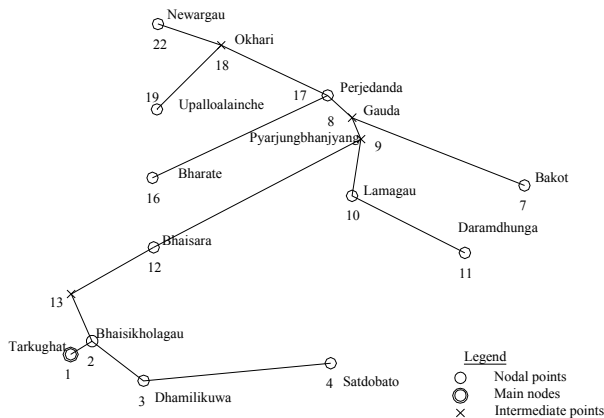 Newargau
22
Okhari
18
19
Upalloalainche
Perjedanda
17
Gauda
8
Pyarjungbhanjyang
9
Bharate
16
Lamagau
10
Bakot
7
Daramdhunga
11
Bhaisara
12
13
Bhaisikholagau
2
Tarkughat
1
3
Dhamilikuwa
4
Satdobato
Legend
Nodal points
Main nodes
Intermediate points